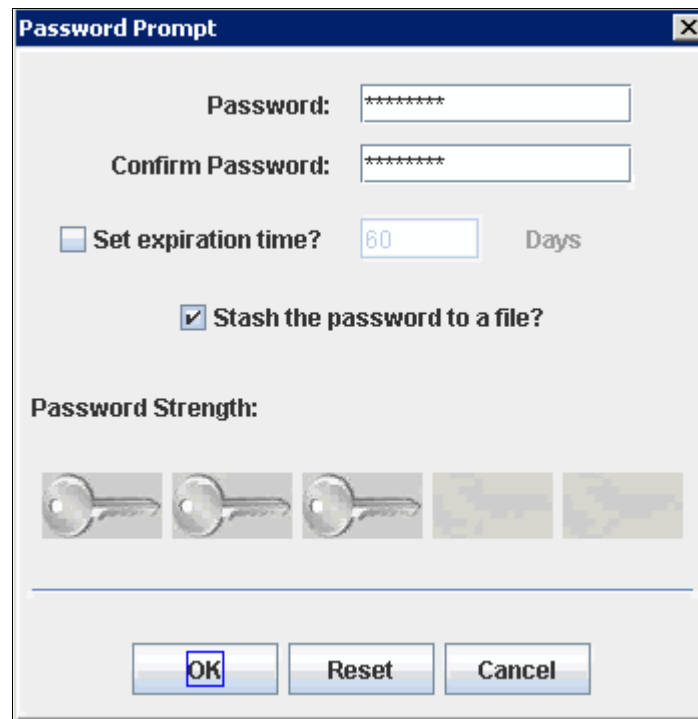 Password Prompt
Password: ********
Confirm Password: ********
Set expiration time? 60 Days
Stash the password to a file?
Password Strength:
OK Reset Cancel